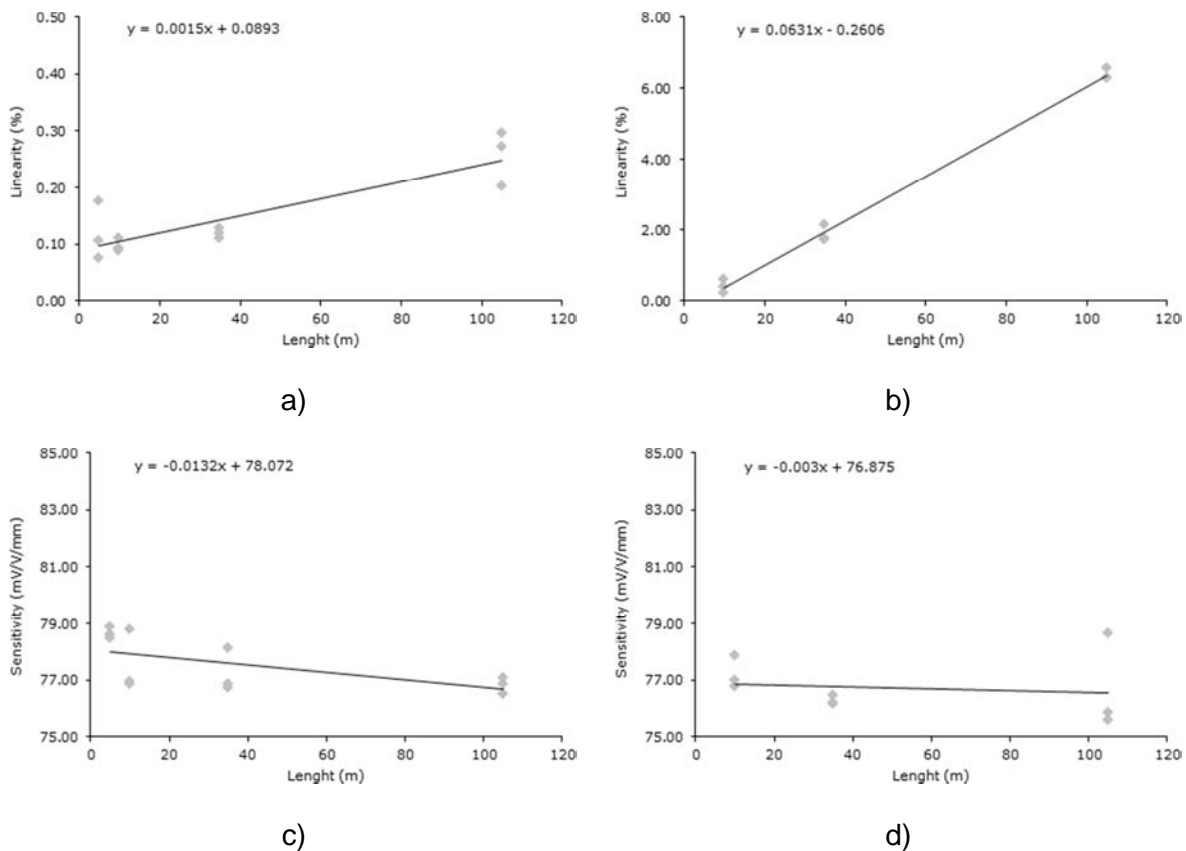 y = 0.0015x + 0.0893
0.50
0.40
0.30
0.20
0.10
0.00
Linearity (%)
0 20 40 60 80 100 120
Lenght (m)
a)
y = 0.0631x - 0.2606
8.00
6.00
4.00
2.00
0.00
Linearity (%)
0 20 40 60 80 100 120
Lenght (m)
b)
y = -0.0132x + 78.072
85.00
83.00
81.00
79.00
77.00
75.00
Sensitivity (mV/V/mm)
0 20 40 60 80 100 120
Lenght (m)
c)
y = -0.003x + 76.875
85.00
83.00
81.00
79.00
77.00
75.00
Sensitivity (mV/V/mm)
0 20 40 60 80 100 120
Lenght (m)
d)